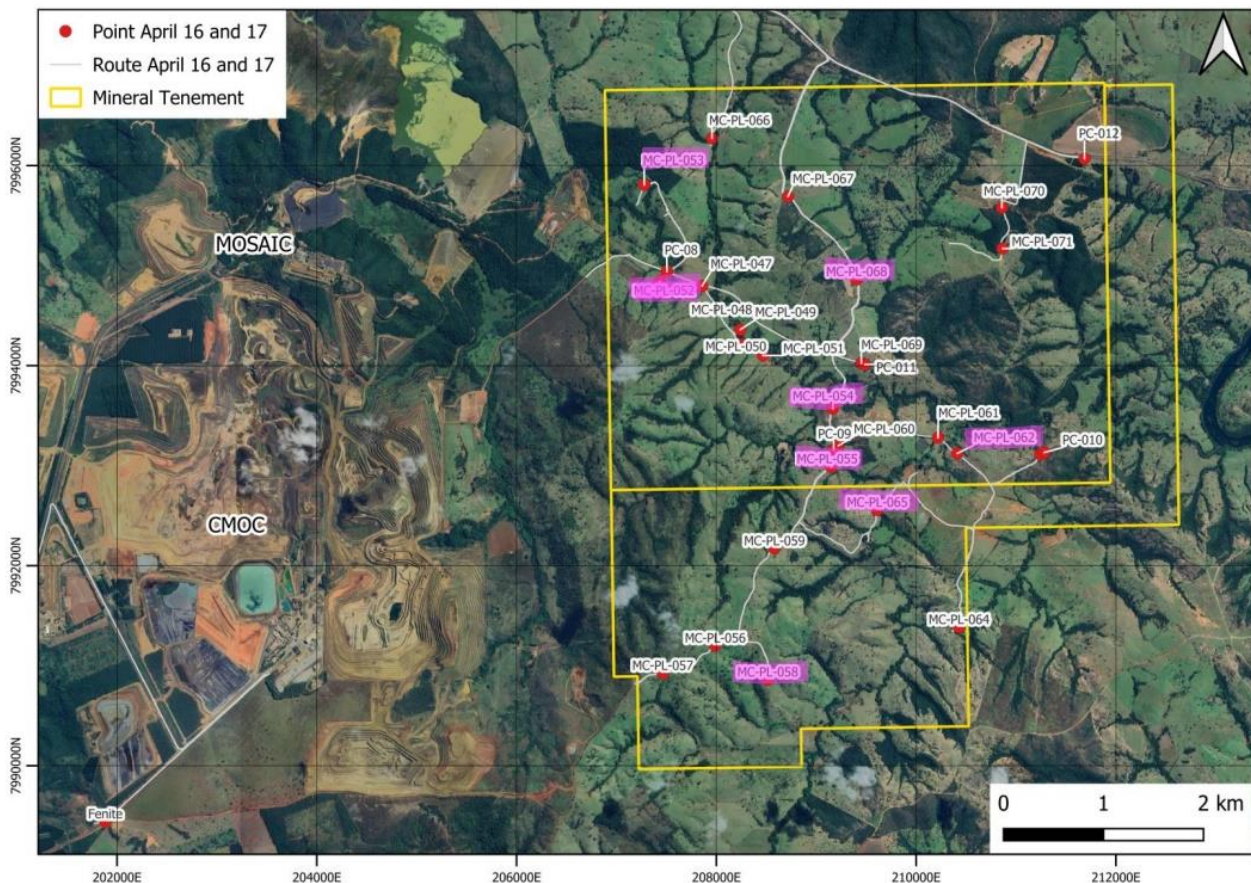 Point April 16 and 17
Route April 16 and 17
Mineral Tenement
MC-PL-066
PC-012
7996000N
MC-PL-053
MC-PL-067
MC-PL-070
MOSAIC
PC-08
MC-PL-047
MC-PL-071
MC-PL-068
MC-PL-052
MC-PL-048
MC-PL-049
MC-PL-050
MC-PL-051
MC-PL-069
7994000N
PC-011
MC-PL-054
MC-PL-061
PC-09
MC-PL-060
MC-PL-062
PC-010
MC-PL-055
MC-PL-065
CMOC
MC-PL-059
7992000N
MC-PL-064
MC-PL-056
MC-PL-057
MC-PL-058
7990000N
Fenite
0 1 2 km
202000E 204000E 206000E 208000E 210000E 212000E